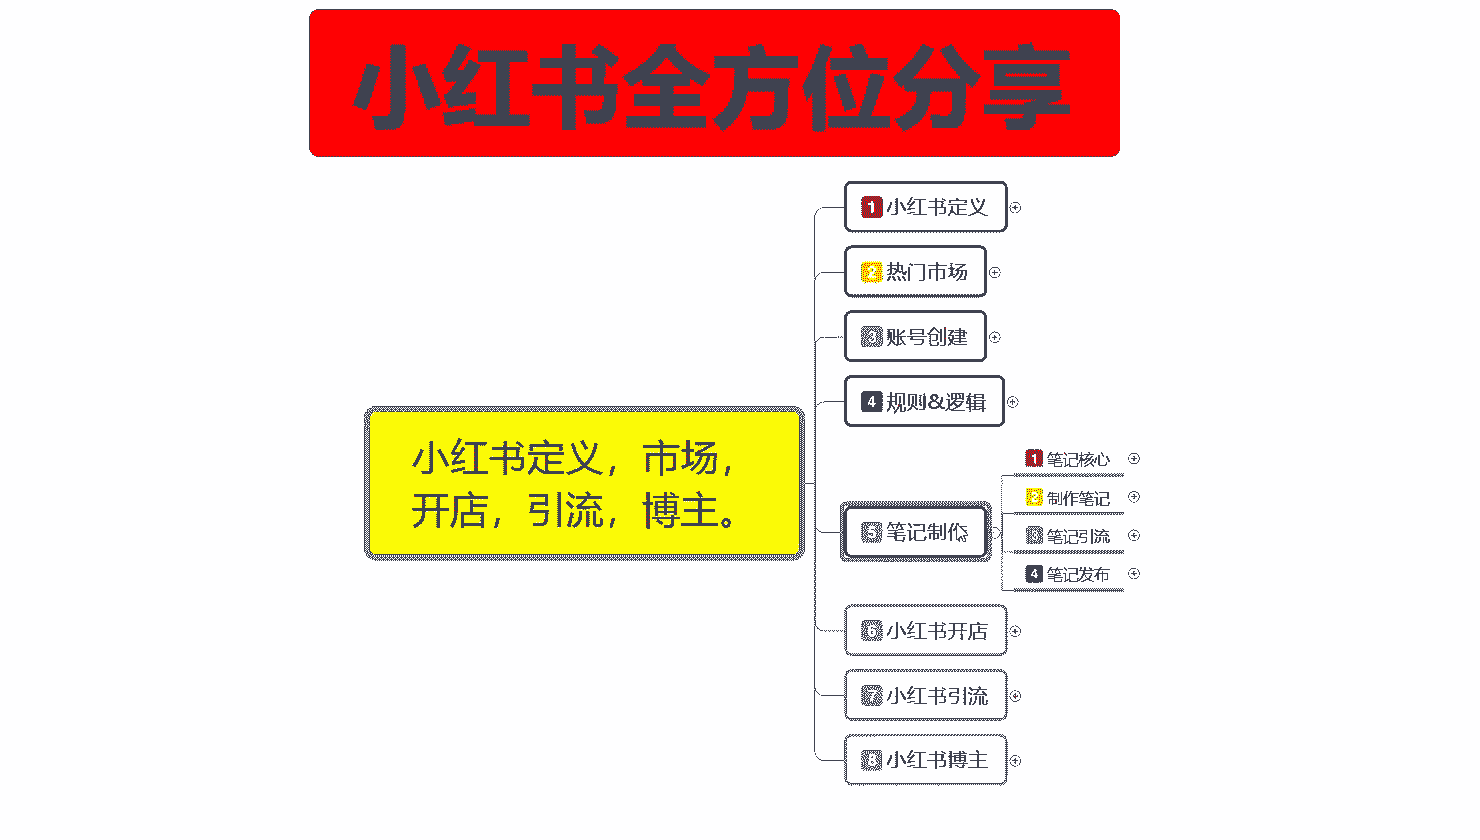 小红书全方位分享
1 小红书定义
2 热门市场
3 账号创建
4 规则&逻辑
小红书定义，市场，
开店，引流，博主。
5 笔记制作
1 笔记核心
2 制作笔记
3 笔记引流
4 笔记发布
6 小红书开店
7 小红书引流
8 小红书博主